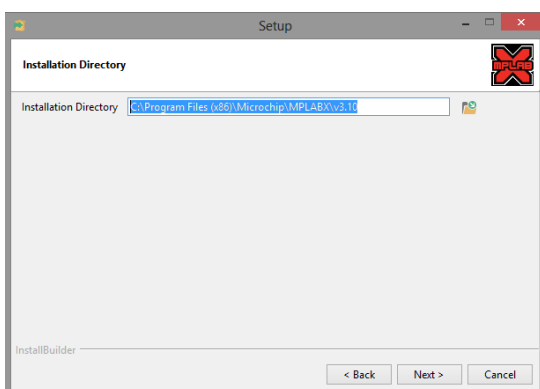 Setup
Installation Directory
MPLAB
Installation Directory C:\Program Files (x86)\Microchip\MPLABX\v3.10
InstallBuilder
< Back Next > Cancel